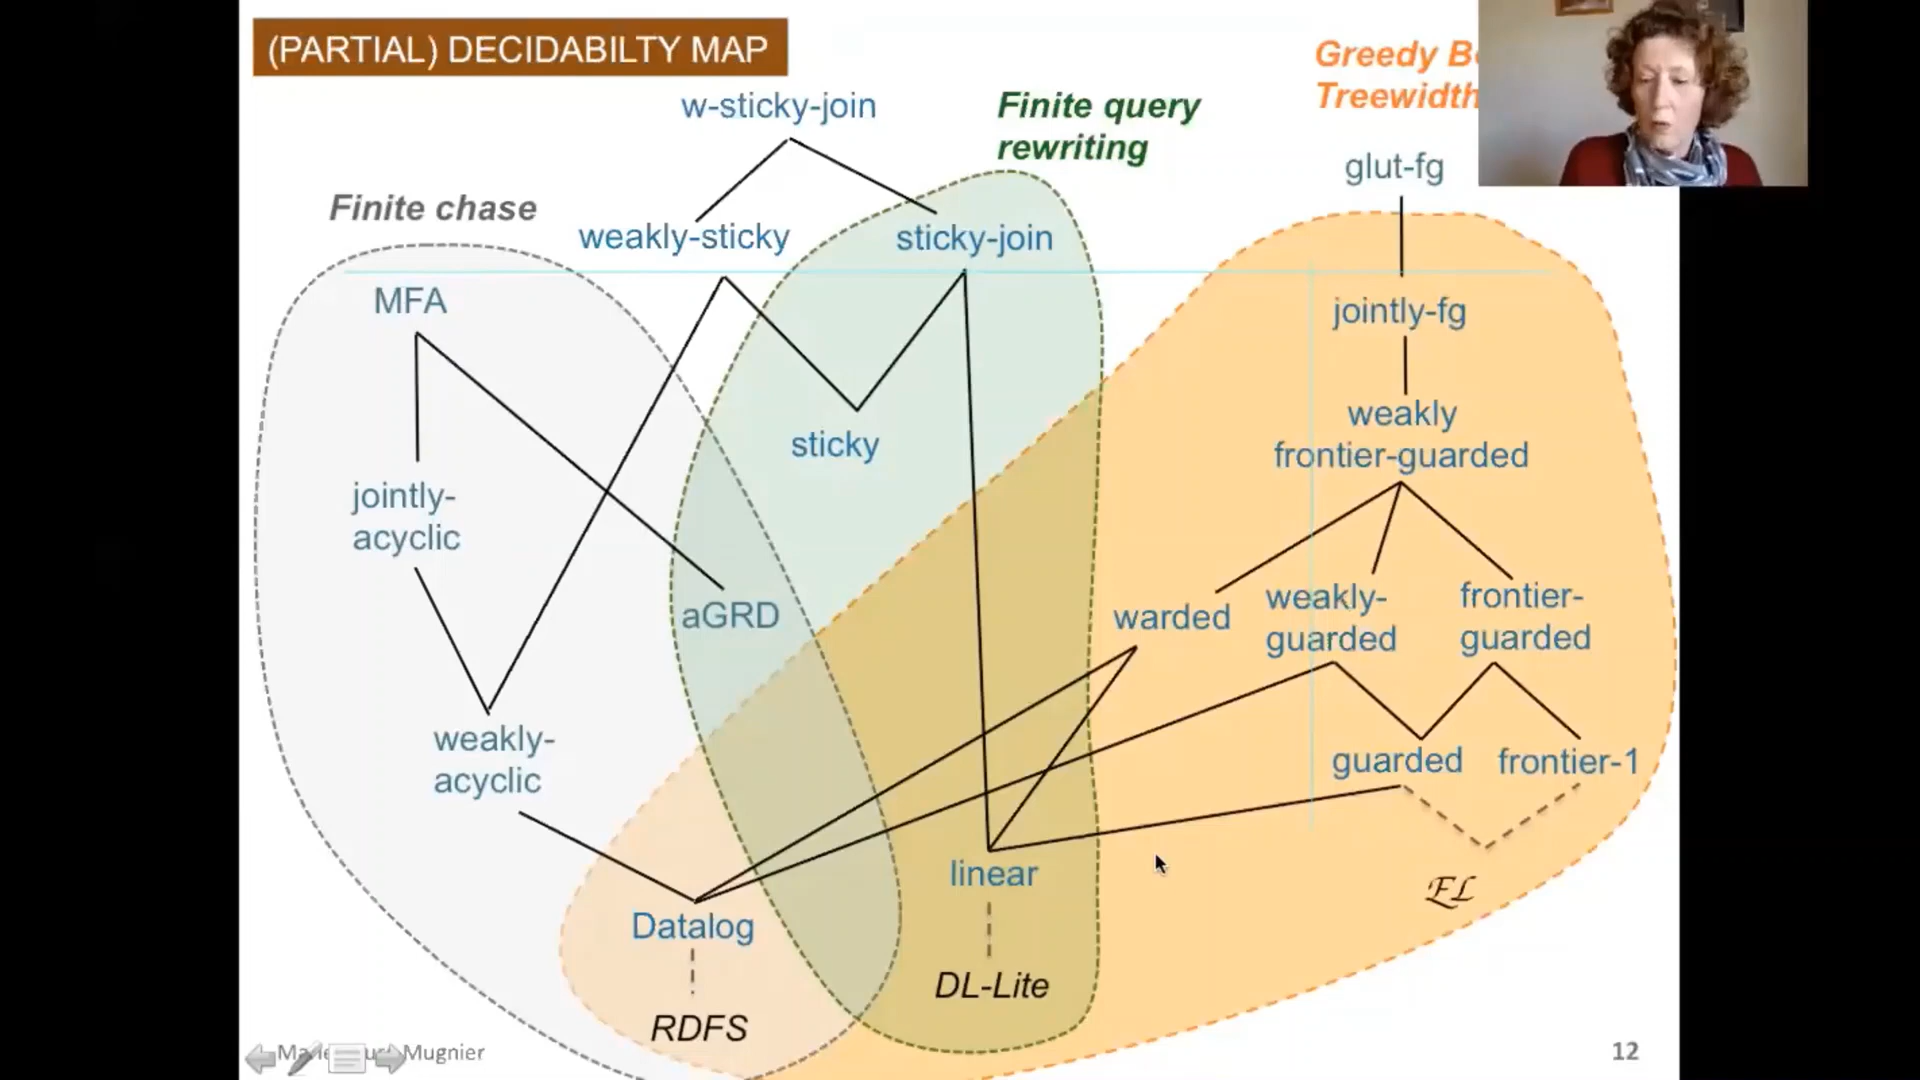 (PARTIAL) DECIDABILTY MAP
Greedy
Treewidth
w-sticky-join
Finite query
rewriting
glut-fg
Finite chase
weakly-sticky
sticky-join
MFA
jointly-fg
weakly
frontier-guarded
sticky
jointly-
acyclic
aGRD
warded
weakly-
guarded
frontier-
guarded
weakly-
acyclic
guarded
frontier-1
linear
EL
Datalog
DL-Lite
RDFS
Mugnier
12